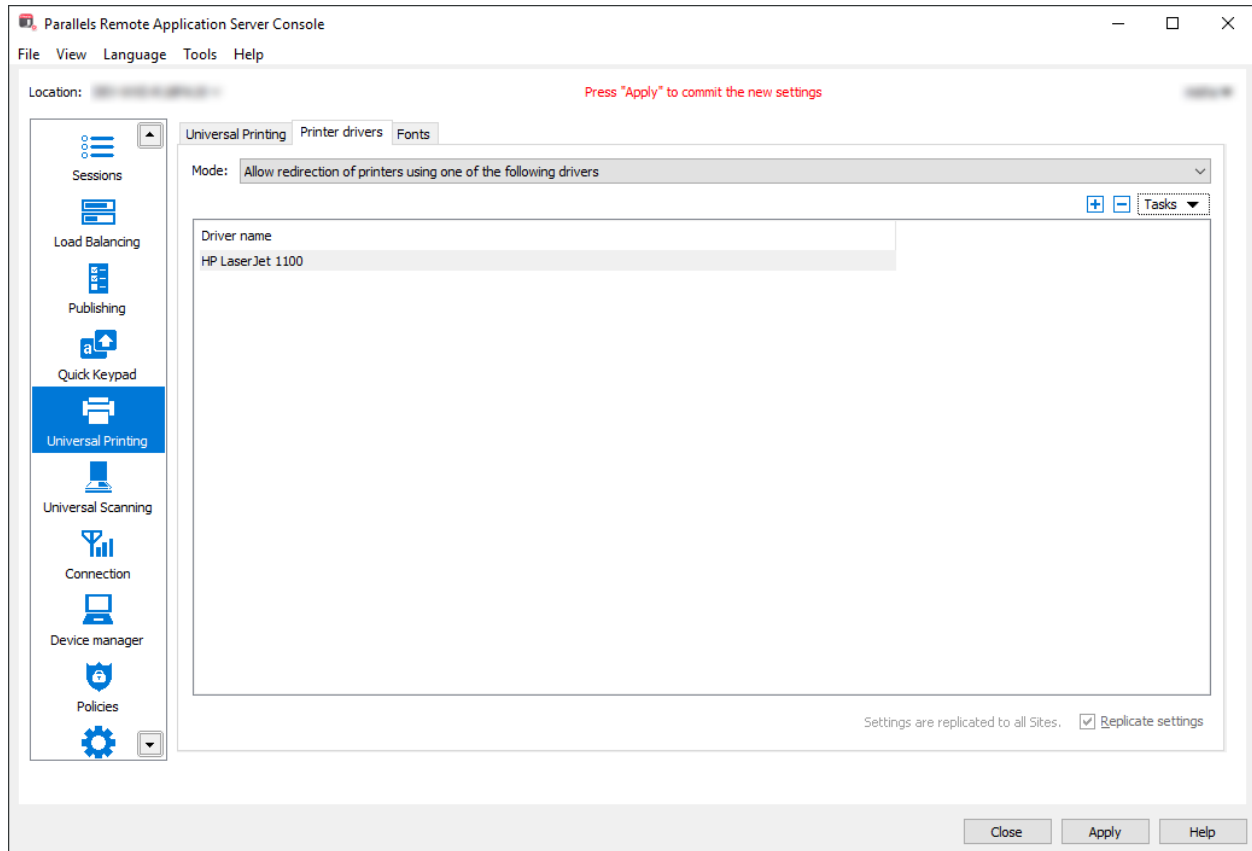 Parallels Remote Application Server Console
File View Language Tools Help
Location:
Press "Apply" to commit the new settings
Sessions
Load Balancing
Publishing
a
Quick Keypad
Universal Printing
Universal Scanning
Connection
Device manager
Policies
Universal Printing Printer drivers Fonts
Mode: Allow redirection of printers using one of the following drivers
Tasks
Driver name
HP LaserJet 1100
Settings are replicated to all Sites. Replicate settings
Close Apply Help